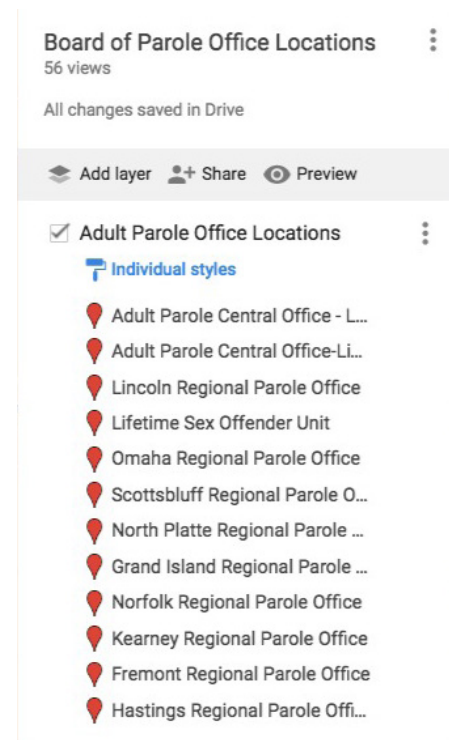 Board of Parole Office Locations
56 views
All changes saved in Drive
Add layer Share Preview
Adult Parole Office Locations
Individual styles
Adult Parole Central Office - L...
Adult Parole Central Office-Li...
Lincoln Regional Parole Office
Lifetime Sex Offender Unit
Omaha Regional Parole Office
Scottsbluff Regional Parole O...
North Platte Regional Parole ...
Grand Island Regional Parole ...
Norfolk Regional Parole Office
Kearney Regional Parole Office
Fremont Regional Parole Office
Hastings Regional Parole Offi...